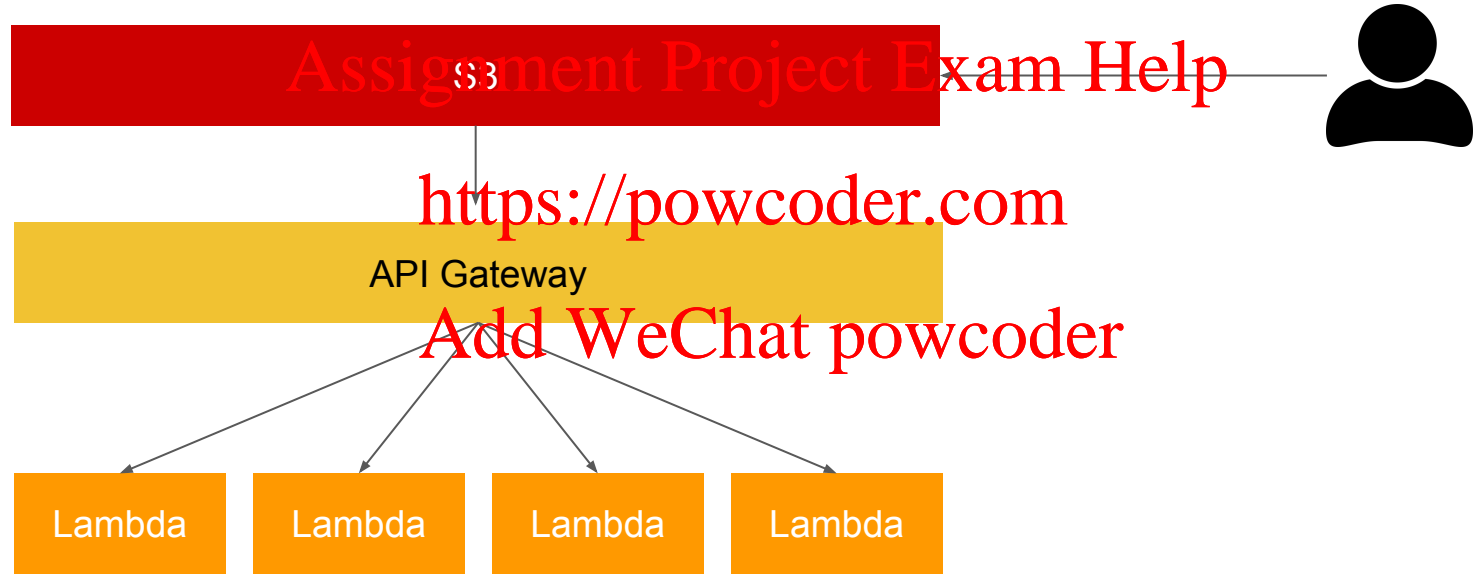 Assignment Project Exam Help
S3
https://powcoder.com
API Gateway
Add WeChat powcoder
Lambda Lambda Lambda Lambda